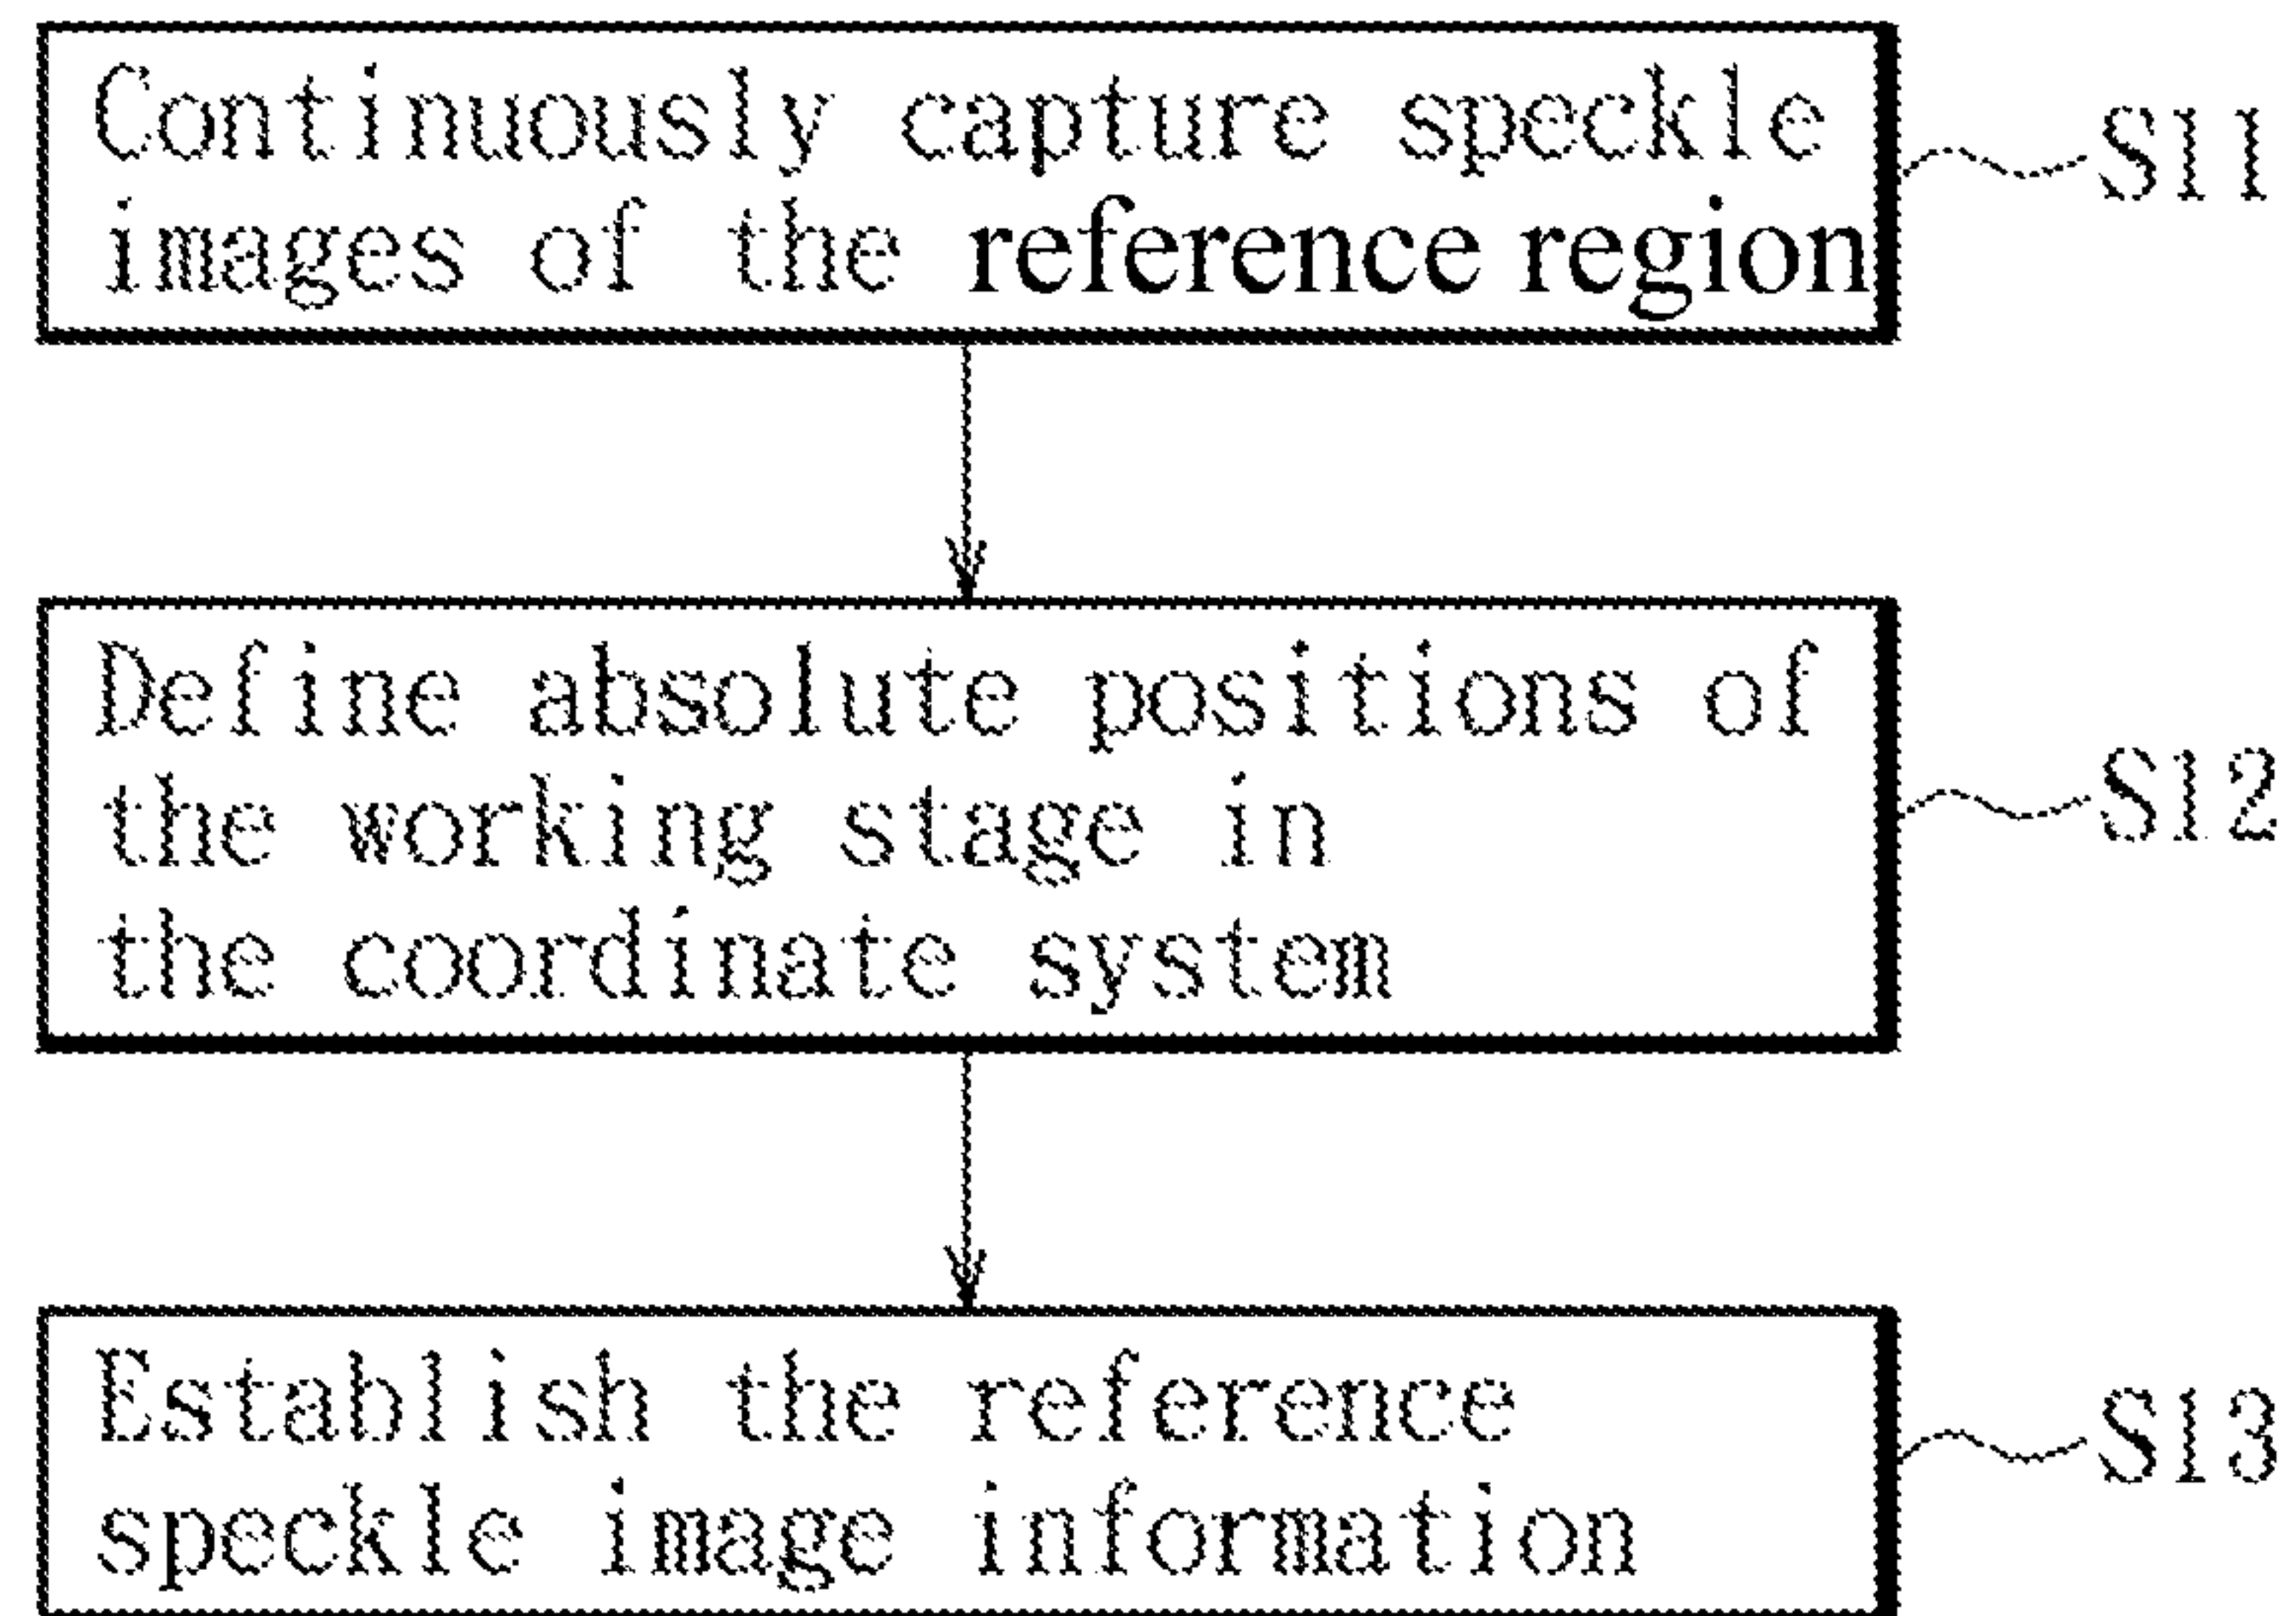 Continuously capture speckle
images of the reference region
S11
Define absolute positions of
the working stage in
the coordinate system
S12
Establish the reference
speckle image information
S13